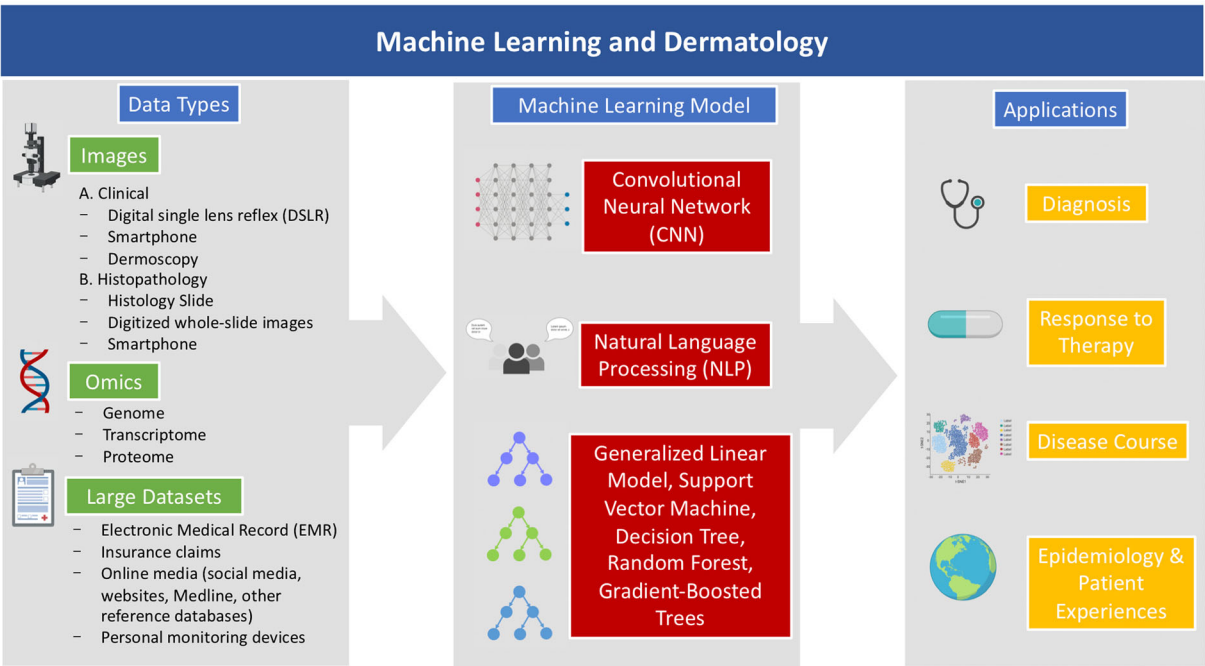 Machine Learning and Dermatology
Data Types
Images
A. Clinical
− Digital single lens reflex (DSLR)
− Smartphone
− Dermoscopy
B. Histopathology
− Histology Slide
− Digitized whole-slide images
− Smartphone
Omics
− Genome
− Transcriptome
− Proteome
Large Datasets
− Electronic Medical Record (EMR)
− Insurance claims
− Online media (social media,
websites, Medline, other
reference databases)
− Personal monitoring devices
Machine Learning Model
Convolutional
Neural Network
(CNN)
Natural Language
Processing (NLP)
Generalized Linear
Model, Support
Vector Machine,
Decision Tree,
Random Forest,
Gradient-Boosted
Trees
Applications
Diagnosis
Response to
Therapy
Disease Course
Epidemiology &
Patient
Experiences